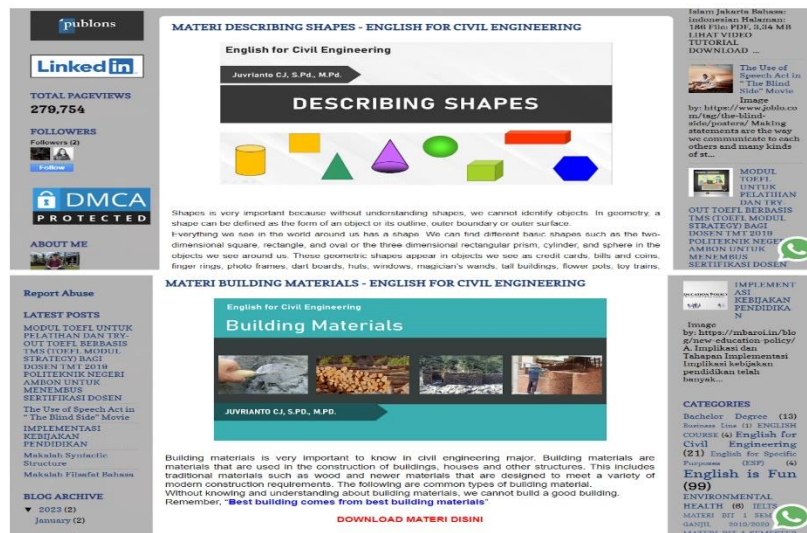 publons
Linked in
TOTAL PAGEVIEWS
279,754
FOLLOWERS
Followers (2)
Follow
DMCA
PROTECTED
ABOUT ME
MATERI DESCRIBING SHAPES - ENGLISH FOR CIVIL ENGINEERING
English for Civil Engineering
Juvrianto CJ, S.Pd., M.Pd.
DESCRIBING SHAPES
Shapes is very important because without understanding shapes, we cannot identify objects. In geometry, a
shape can be defined as the form of an object or its outline, outer boundary or outer surface.
Everything we see in the world around us has a shape. We can find different basic shapes such as the two-
dimensional square, rectangle, and oval or the three dimensional rectangular prism, cylinder, and sphere in the
objects we see around us. These geometric shapes appear in objects we see as credit cards, bills and coins,
finger rings, photo frames, dart boards, huts, windows, magician's wands, tall buildings, flower pots, toy trains,
Islam Jakarta Bahasa:
indonesian Halaman:
186 File: PDF, 3,34 MB
LIHAT VIDEO
TUTORIAL
DOWNLOAD ...
The Use of
Speech Act in
" The Blind
Side" Movie
Image
by: https://www.joblo.co
m/tag/the-blind-
side/posters/ Making
statements are the way
we communicate to each
others and many kinds
of st...
MODUL
TOEFL
UNTUK
PELATIHAN
DAN TRY-
OUT TOEFL BERBASIS
TMS (TOEFL MODUL
STRATEGY) BAGI
DOSEN TMT 2019
POLITEKNIK NEGERI
AMBON UNTUK
MENEMBUS
SERTIFIKASI DOSEN
Report Abuse
LATEST POSTS
MODUL TOEFL UNTUK
PELATIHAN DAN TRY-
OUT TOEFL BERBASIS
TMS (TOEFL MODUL
STRATEGY) BAGI
DOSEN TMT 2019
POLITEKNIK NEGERI
AMBON UNTUK
MENEMBUS
SERTIFIKASI DOSEN
The Use of Speech Act in
" The Blind Side" Movie
IMPLEMENTASI
KEBIJAKAN
PENDIDIKAN
Makalah Syntactic
Structure
Makalah Filsafat Bahasa
BLOG ARCHIVE
▼ 2023 (2)
January (2)
MATERI BUILDING MATERIALS - ENGLISH FOR CIVIL ENGINEERING
English for Civil Engineering
Building Materials
JUVRIANTO CJ, S.PD., M.PD.
Building materials is very important to know in civil engineering major. Building materials are
materials that are used in the construction of buildings, houses and other structures. This includes
traditional materials such as wood and newer materials that are designed to meet a variety of
modern construction requirements. The following are common types of building material.
Without knowing and understanding about building materials, we cannot build a good building.
Remember, "Best building comes from best building materials"
DOWNLOAD MATERI DISINI
IMPLEMENT
ASI
KEBIJAKAN
PENDIDIKA
N
Image
by: https://mbaroi.in/blo
g/new-education-policy/
A. Implikasi dan
Tahapan Implementasi
Implikasi kebijakan
pendidikan telah
banyak...
CATEGORIES
Bachelor Degree (13)
Business Line (1) ENGLISH
COURSE (4) English for
Civil Engineering
(21) English for Specific
Purposes (ESP) (4)
English is Fun
(99)
ENVIRONMENTAL
HEALTH (6) IELTS
MATERI BIT 1 SEM
GANJIL 2019/2020